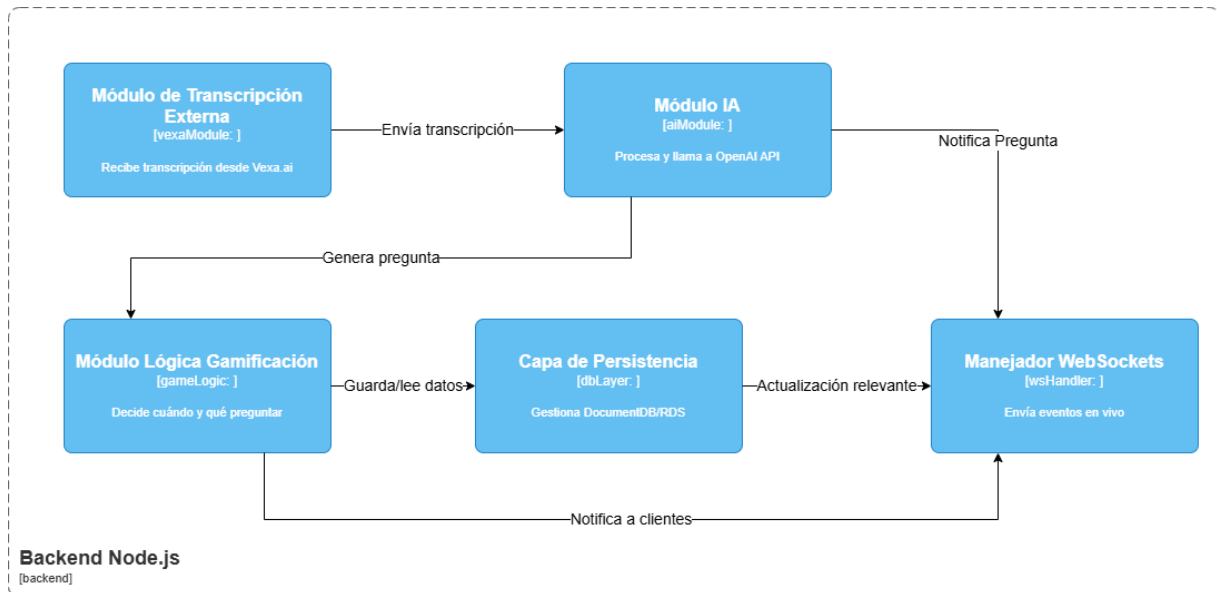 Módulo de Transcripción
Externa
[vexaModule: ]
Recibe transcripción desde Vexa.ai
Envía transcripción
Módulo IA
[aiModule: ]
Procesa y llama a OpenAI API
Notifica Pregunta
Genera pregunta
Módulo Lógica Gamificación
[gameLogic: ]
Decide cuándo y qué preguntar
Guarda/lee datos
Capa de Persistencia
[dbLayer: ]
Gestiona DocumentDB/RDS
Actualización relevante
Manejador WebSockets
[wsHandler: ]
Envía eventos en vivo
Notifica a clientes
Backend Node.js
[backend]